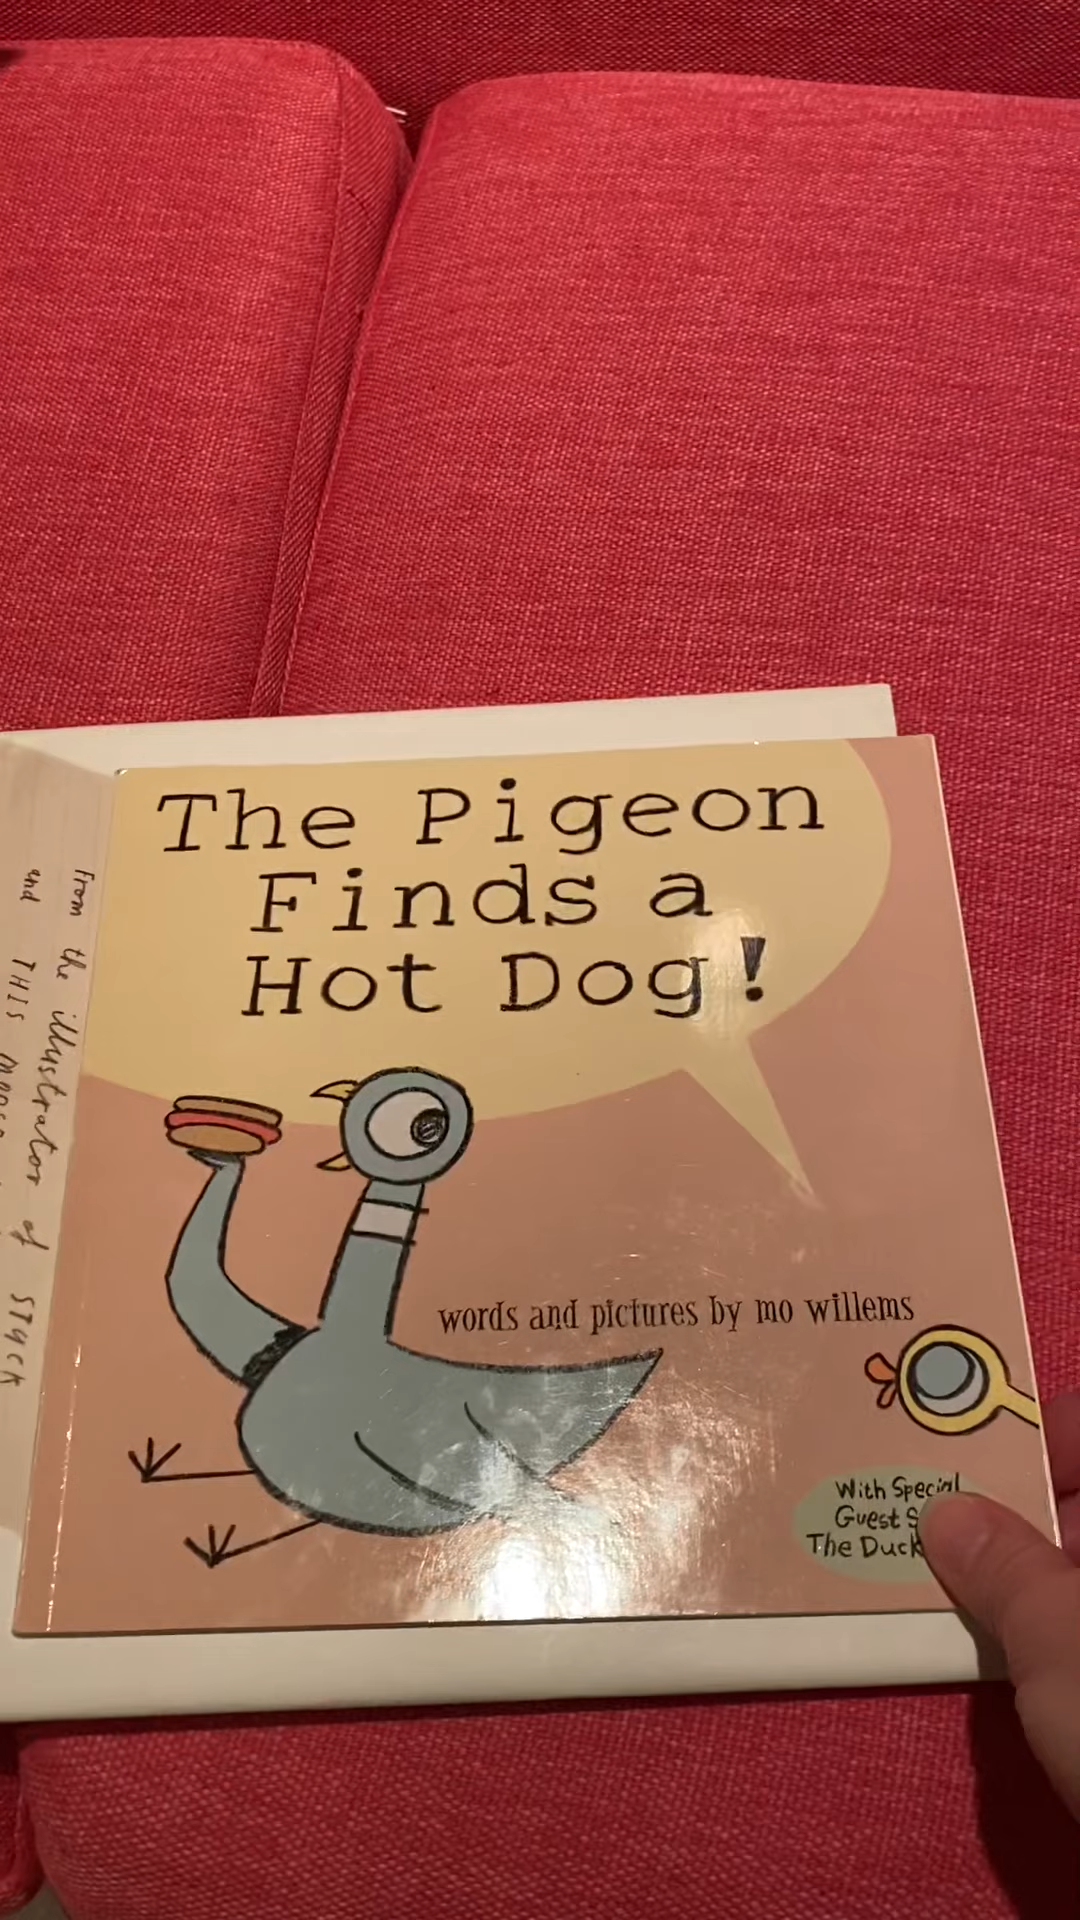 The Pigeon
Finds a
Hot Dog!
words and pictures by mo willems
With Special
Guest
The Duck
from the illustrator of STUCK
and THIS